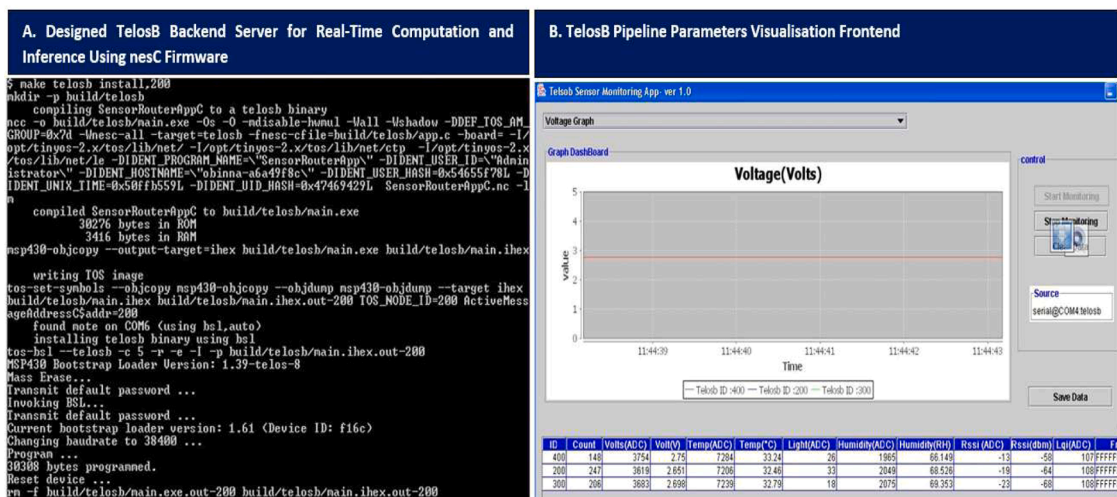 A. Designed TelosB Backend Server for Real-Time Computation and
Inference Using nesC Firmware
$ make telosb install,200
mkdir -p build/telosb
compiling SensorRouterAppC to a telosb binary
ncc -o build/telosb/main.exe -Os -O -mdisable-hwmul -Wall -Wshadow -DDEF_TOS_AM_
GROUP=0x7d -Wnesc-all -target=telosb -fnesc-cfile=build/telosb/app.c -board= -I/
opt/tinyos-2.x/tos/lib/net/ -I/opt/tinyos-2.x/tos/lib/net/ctp -I/opt/tinyos-2.x
/tos/lib/net/le -DIDENT_PROGRAM_NAME=\"SensorRouterApp\" -DIDENT_USER_ID=\"Admin
istrator\" -DIDENT_HOSTNAME=\"obinna-a6a49f8c\" -DIDENT_USER_HASH=0x54655f78L -D
IDENT_UNIX_TIME=0x50ffb559L -DIDENT_UID_HASH=0x47469429L SensorRouterAppC.nc -l
m
compiled SensorRouterAppC to build/telosb/main.exe
30276 bytes in ROM
3416 bytes in RAM
msp430-objcopy --output-target=ihex build/telosb/main.exe build/telosb/main.ihex
writing TOS image
tos-set-symbols --objcopy msp430-objcopy --objdump msp430-objdump --target ihex
build/telosb/main.ihex build/telosb/main.ihex.out-200 TOS_NODE_ID=200 ActiveMess
ageAddressC$addr=200
found mote on COM6 (using bsl,auto)
installing telosb binary using bsl
tos-bsl --telosb -c 5 -r -e -I -p build/telosb/main.ihex.out-200
MSP430 Bootstrap Loader Version: 1.39-telos-8
Mass Erase...
Transmit default password ...
Invoking BSL...
Transmit default password ...
Current bootstrap loader version: 1.61 (Device ID: f16c)
Changing baudrate to 38400 ...
Program ...
30308 bytes programmed.
Reset device ...
rm -f build/telosb/main.exe.out-200 build/telosb/main.ihex.out-200
B. TelosB Pipeline Parameters Visualisation Frontend
Telsob Sensor Monitoring App- ver 1.0
Voltage Graph
Graph DashBoard
Voltage(Volts)
5
4
3
2
1
0
value
11:44:39 11:44:40 11:44:41 11:44:42 11:44:43
Time
Telosb ID :400 Telosb ID :200 Telosb ID :300
control
Start Monitoring
Stop Monitoring
Source
serial@COM4:telosb
Save Data
ID Count Volts(ADC) Volt(V) Temp(ADC) Temp(°C) Light(ADC) Humidity(ADC) Humidity(RH) Rssi (ADC) Rssi(dbm) Lqi(ADC) Fr
400 148 3754 2.75 7284 33.24 26 1965 66.149 -13 -58 107 FFFFF
200 247 3619 2.651 7206 32.46 33 2049 68.526 -19 -64 108 FFFFF
300 206 3683 2.698 7239 32.79 18 2075 69.353 -23 -68 108 FFFFF